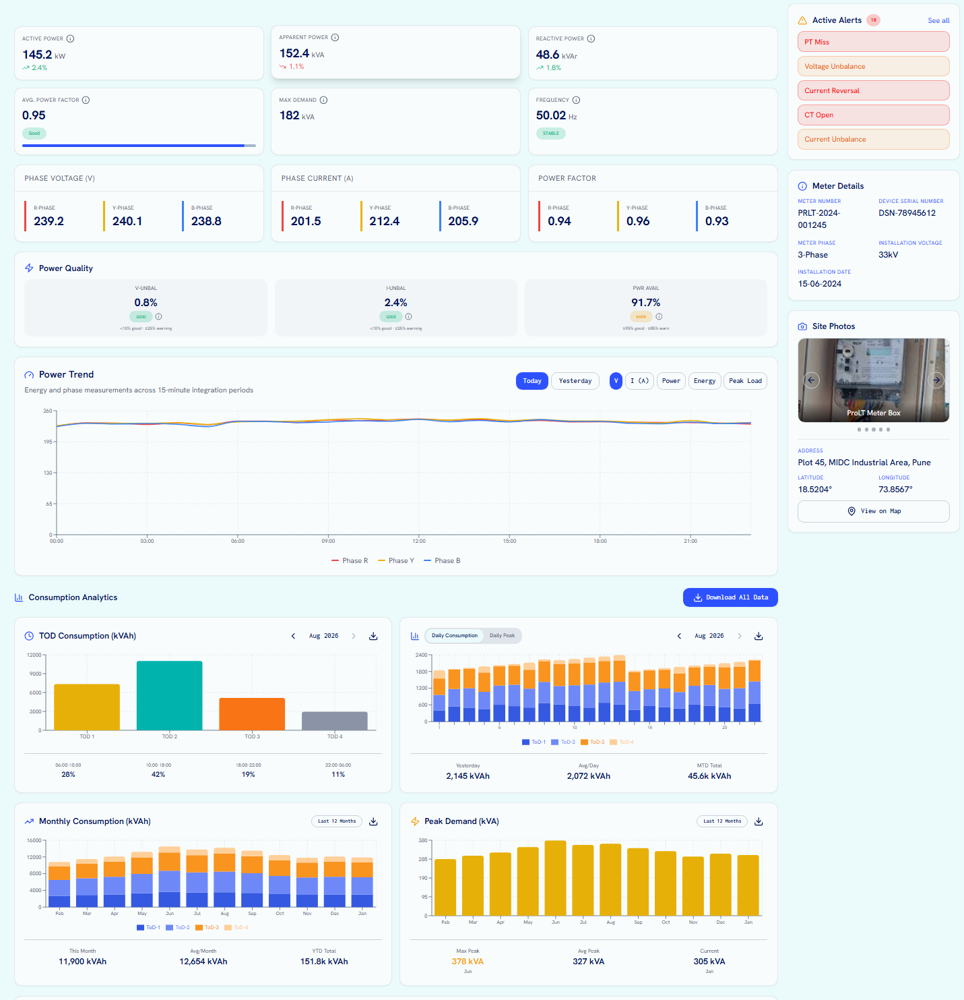 ACTIVE POWER
145.2 kW
2.4%
APPARENT POWER
152.4 kVA
1.1%
REACTIVE POWER
48.6 kVAr
1.8%
AVG. POWER FACTOR
0.95
Good
MAX DEMAND
182 kVA
FREQUENCY
50.02 Hz
STABLE
PHASE VOLTAGE (V)
R-PHASE
239.2
Y-PHASE
240.1
B-PHASE
238.8
PHASE CURRENT (A)
R-PHASE
201.5
Y-PHASE
212.4
B-PHASE
205.9
POWER FACTOR
R-PHASE
0.94
Y-PHASE
0.96
B-PHASE
0.93
Power Quality
V-UNBAL
0.8%
GOOD
<10% good · ≤25% warning
I-UNBAL
2.4%
GOOD
<10% good · ≤25% warning
PWR AVAIL
91.7%
WARN
≥95% good · ≥85% warn
Power Trend
Energy and phase measurements across 15-minute integration periods
Today Yesterday V I (A) Power Energy Peak Load
260
195
130
65
0
00:00 03:00 06:00 09:00 12:00 15:00 18:00 21:00
Phase R Phase Y Phase B
Consumption Analytics
Download All Data
TOD Consumption (kVAh)
Aug 2026
12000
9000
6000
3000
0
TOD 1 TOD 2 TOD 3 TOD 4
06:00-10:00 10:00-18:00 18:00-22:00 22:00-06:00
28% 42% 19% 11%
Daily Consumption Daily Peak
Aug 2026
2400
1800
1200
600
0
1 5 10 15 20
ToD-1 ToD-2 ToD-3 ToD-4
Yesterday Avg/Day MTD Total
2,145 kVAh 2,072 kVAh 45.6k kVAh
Monthly Consumption (kVAh)
Last 12 Months
16000
12000
8000
4000
0
Feb Mar Apr May Jun Jul Aug Sep Oct Nov Dec Jan
ToD-1 ToD-2 ToD-3 ToD-4
This Month Avg/Month YTD Total
11,900 kVAh 12,654 kVAh 151.8k kVAh
Peak Demand (kVA)
Last 12 Months
380
285
190
95
0
Feb Mar Apr May Jun Jul Aug Sep Oct Nov Dec Jan
Max Peak Avg Peak Current
378 kVA 327 kVA 305 kVA
Jun Jan
Active Alerts 18 See all
PT Miss
Voltage Unbalance
Current Reversal
CT Open
Current Unbalance
Meter Details
METER NUMBER
PRLT-2024-
001245
DEVICE SERIAL NUMBER
DSN-78945612
METER PHASE
3-Phase
INSTALLATION VOLTAGE
33kV
INSTALLATION DATE
15-06-2024
Site Photos
ProLT Meter Box
ADDRESS
Plot 45, MIDC Industrial Area, Pune
LATITUDE
18.5204°
LONGITUDE
73.8567°
View on Map